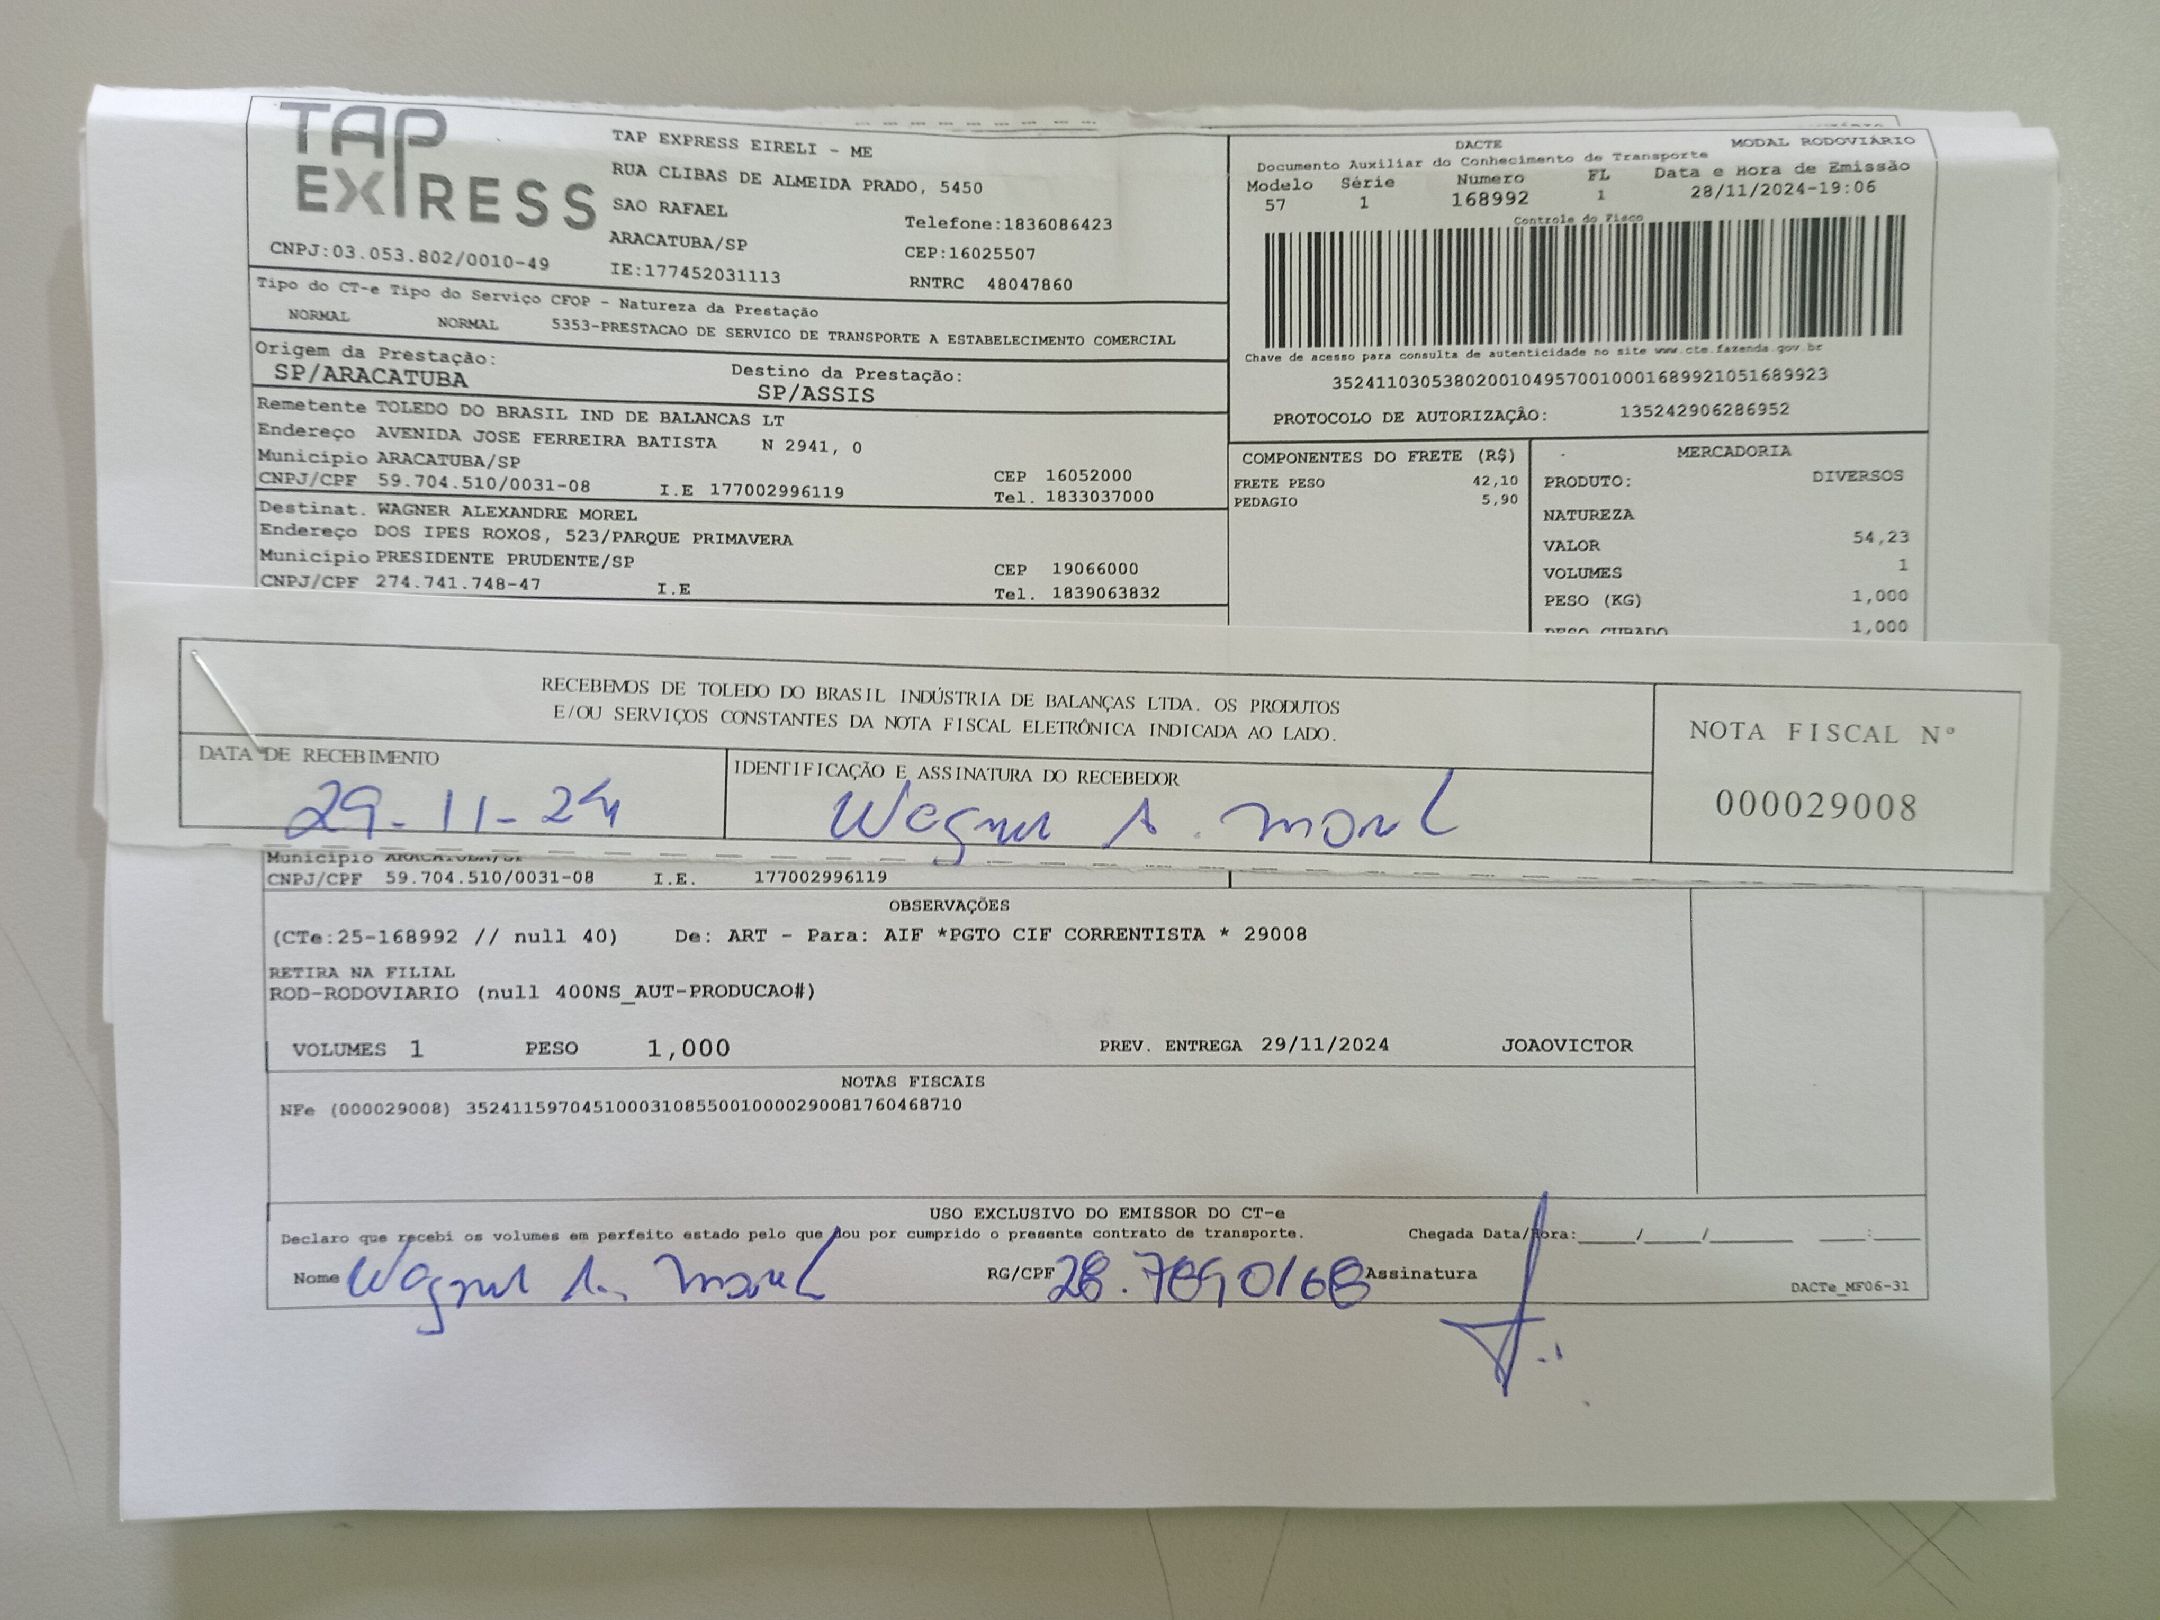 TAP
EXPRESS
CNPJ:03.053.802/0010-49
TAP EXPRESS EIRELI - ME
RUA CLIBAS DE ALMEIDA PRADO, 5450
SAO RAFAEL
Telefone:1836086423
ARACATUBA/SP
CEP:16025507
IE:177452031113
RNTRC 48047860
DACTE MODAL RODOVIÁRIO
Documento Auxiliar do Conhecimento de Transporte
Modelo Série Numero FL Data e Hora de Emissão
57 1 168992 1 28/11/2024-19:06
Controle do Fisco
Chave de acesso para consulta de autenticidade no site www.cte.fazenda.gov.br
35241103053802001049570010001689921051689923
PROTOCOLO DE AUTORIZAÇÃO: 135242906286952
Tipo do CT-e Tipo do Serviço CFOP - Natureza da Prestação
NORMAL NORMAL 5353-PRESTACAO DE SERVICO DE TRANSPORTE A ESTABELECIMENTO COMERCIAL
Origem da Prestação: Destino da Prestação:
SP/ARACATUBA SP/ASSIS
Remetente TOLEDO DO BRASIL IND DE BALANCAS LT
Endereço AVENIDA JOSE FERREIRA BATISTA N 2941, 0
Município ARACATUBA/SP CEP 16052000
CNPJ/CPF 59.704.510/0031-08 I.E 177002996119 Tel. 1833037000
Destinat. WAGNER ALEXANDRE MOREL
Endereço DOS IPES ROXOS, 523/PARQUE PRIMAVERA
Município PRESIDENTE PRUDENTE/SP CEP 19066000
CNPJ/CPF 274.741.748-47 I.E Tel. 1839063832
COMPONENTES DO FRETE (R$)
FRETE PESO 42,10
PEDAGIO 5,90
MERCADORIA
PRODUTO: DIVERSOS
NATUREZA
VALOR 54,23
VOLUMES 1
PESO (KG) 1,000
PESO CUBADO 1,000
RECEBEMOS DE TOLEDO DO BRASIL INDÚSTRIA DE BALANÇAS LTDA. OS PRODUTOS
E/OU SERVIÇOS CONSTANTES DA NOTA FISCAL ELETRÔNICA INDICADA AO LADO.
NOTA FISCAL Nº
000029008
DATA DE RECEBIMENTO
29-11-24
IDENTIFICAÇÃO E ASSINATURA DO RECEBEDOR
Wagner A. Morel
Município ARACATUBA/SP
CNPJ/CPF 59.704.510/0031-08 I.E. 177002996119
OBSERVAÇÕES
(CTe:25-168992 // null 40) De: ART - Para: AIF *PGTO CIF CORRENTISTA * 29008
RETIRA NA FILIAL
ROD-RODOVIARIO (null 400NS_AUT-PRODUCAO#)
VOLUMES 1 PESO 1,000 PREV. ENTREGA 29/11/2024 JOAOVICTOR
NOTAS FISCAIS
NFe (000029008) 35241159704510003108550010000290081760468710
USO EXCLUSIVO DO EMISSOR DO CT-e
Declaro que recebi os volumes em perfeito estado pelo que dou por cumprido o presente contrato de transporte. Chegada Data/Hora:_____/_____/_______ ____:____
Nome Wagner A. Morel RG/CPF Assinatura
DACTe_MF06-31